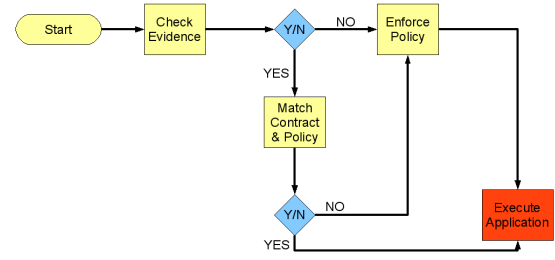 Start
Check
Evidence
Y/N
NO
Enforce
Policy
YES
Match
Contract
& Policy
Y/N
NO
YES
Execute
Application